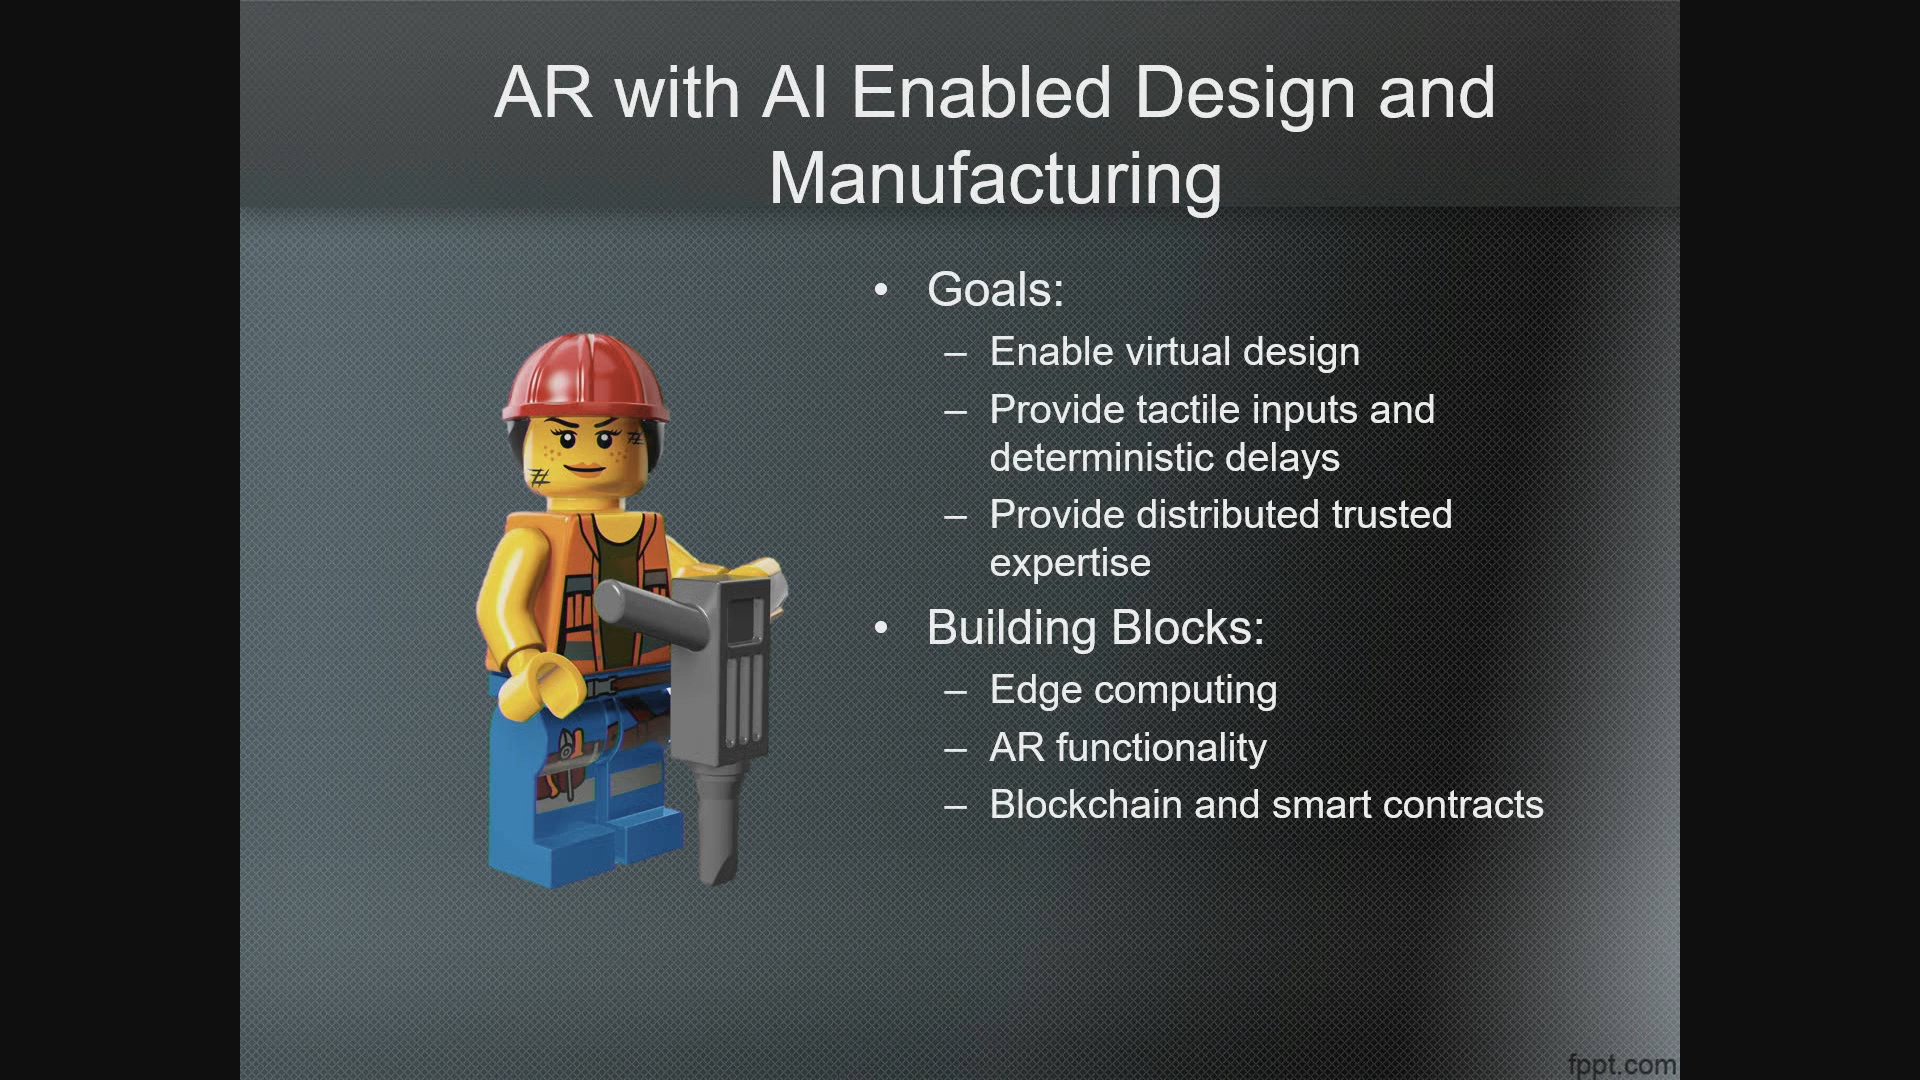 AR with AI Enabled Design and
Manufacturing
• Goals:
– Enable virtual design
– Provide tactile inputs and
deterministic delays
– Provide distributed trusted
expertise
• Building Blocks:
– Edge computing
– AR functionality
– Blockchain and smart contracts
fppt.com